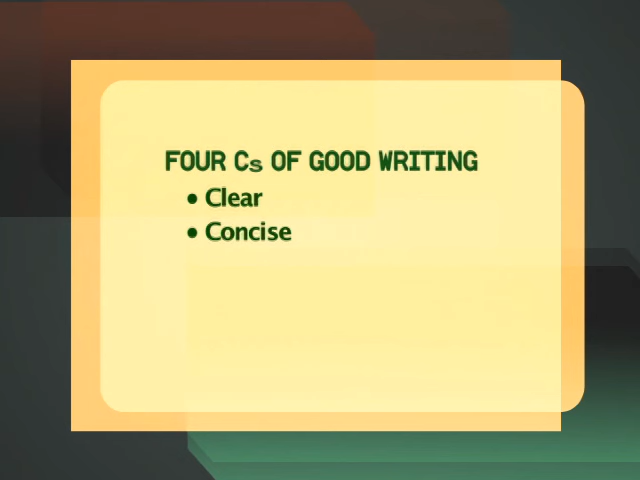 FOUR Cs OF GOOD WRITING
• Clear
• Concise